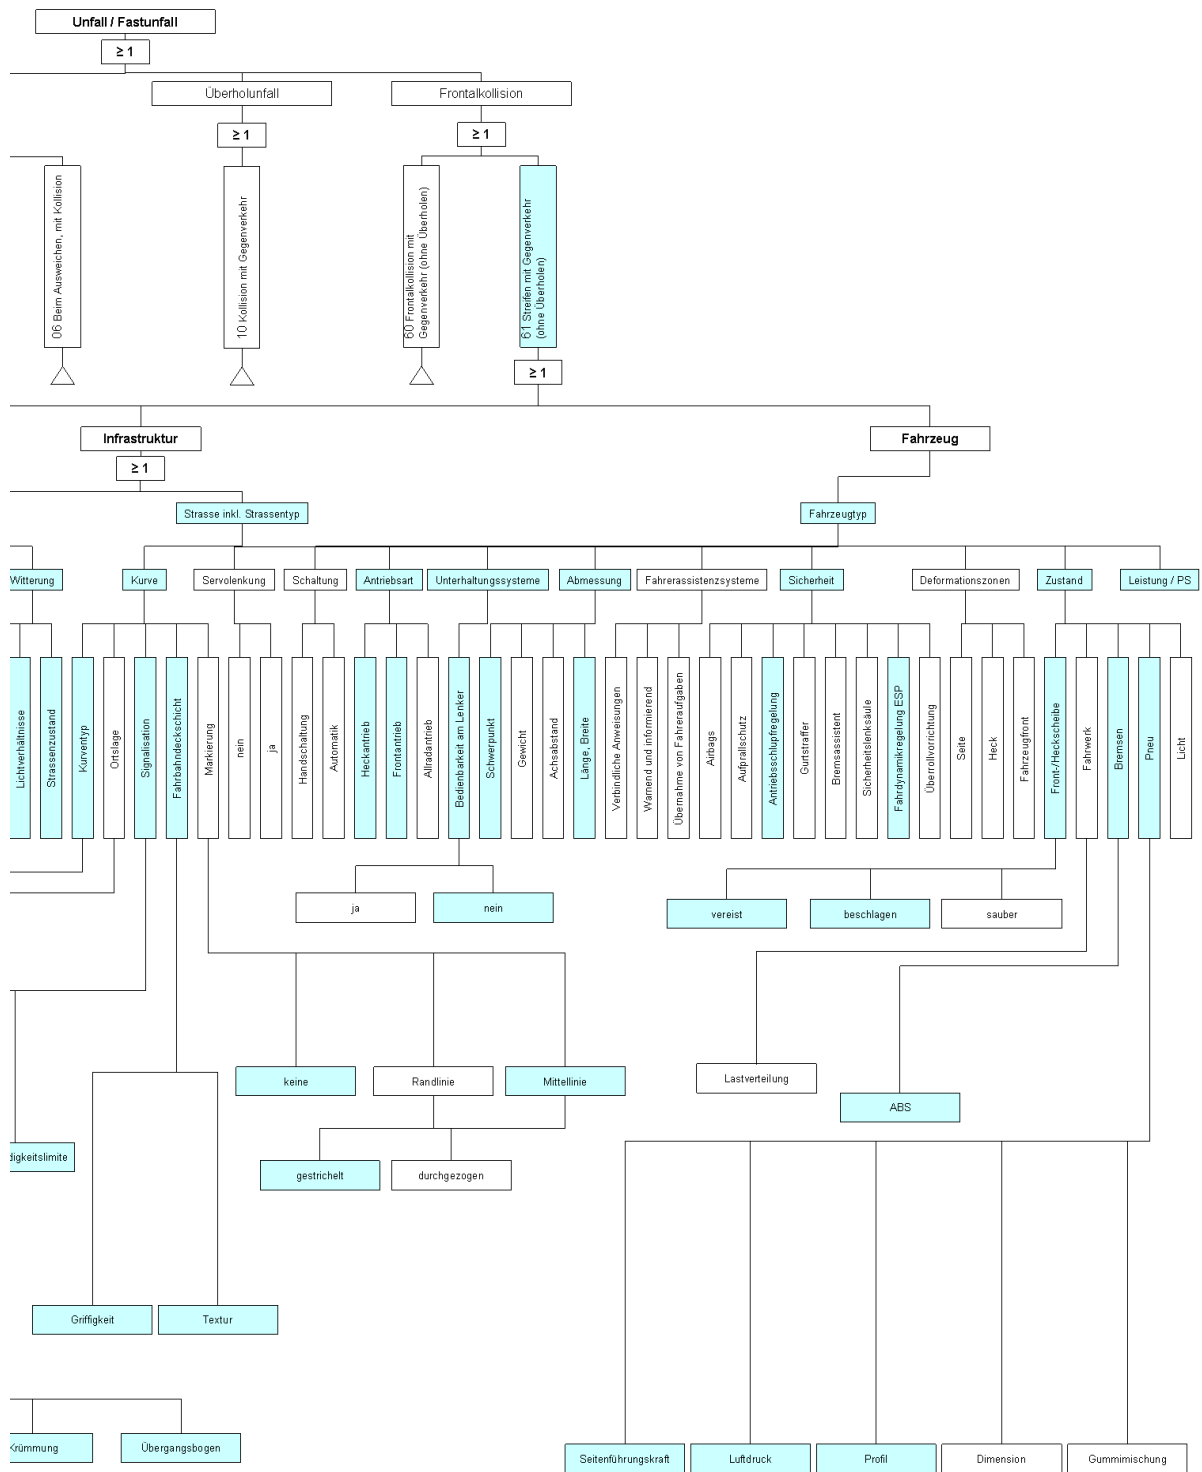 Unfall / Fastunfall
≥ 1
Überholunfall
Frontalkollision
≥ 1
≥ 1
06 Beim Ausweichen, mit Kollision
10 Kollision mit Gegenverkehr
60 Frontalkollision mit
Gegenverkehr (ohne Überholen)
61 Streifen mit Gegenverkehr
(ohne Überholen)
≥ 1
Infrastruktur
Fahrzeug
≥ 1
Strasse inkl. Strassentyp
Fahrzeugtyp
Witterung
Kurve
Servolenkung
Schaltung
Antriebsart
Unterhaltungssysteme
Abmessung
Fahrerassistenzsysteme
Sicherheit
Deformationszonen
Zustand
Leistung / PS
Lichtverhältnisse
Strassenzustand
Kurventyp
Ortslage
Signalisation
Fahrbahndeckschicht
Markierung
nein
ja
Handschaltung
Automatik
Heckantrieb
Frontantrieb
Allradantrieb
Bedienbarkeit am Lenker
Schwerpunkt
Gewicht
Achsabstand
Länge, Breite
Verbindliche Anweisungen
Warnend und informierend
Übernahme von Fahreraufgaben
Airbags
Aufprallschutz
Antriebsschlupfregelung
Gurtstraffer
Bremsassistent
Sicherheitslenksäule
Fahrdynamikregelung ESP
Überrollvorrichtung
Seite
Heck
Fahrzeugfront
Front-/Heckscheibe
Fahrwerk
Bremsen
Pneu
Licht
ja
nein
vereist
beschlagen
sauber
keine
Randlinie
Mittellinie
Lastverteilung
ABS
digkeitslimite
gestrichelt
durchgezogen
Griffigkeit
Textur
Krümmung
Übergangsbogen
Seitenführungskraft
Luftdruck
Profil
Dimension
Gummimischung